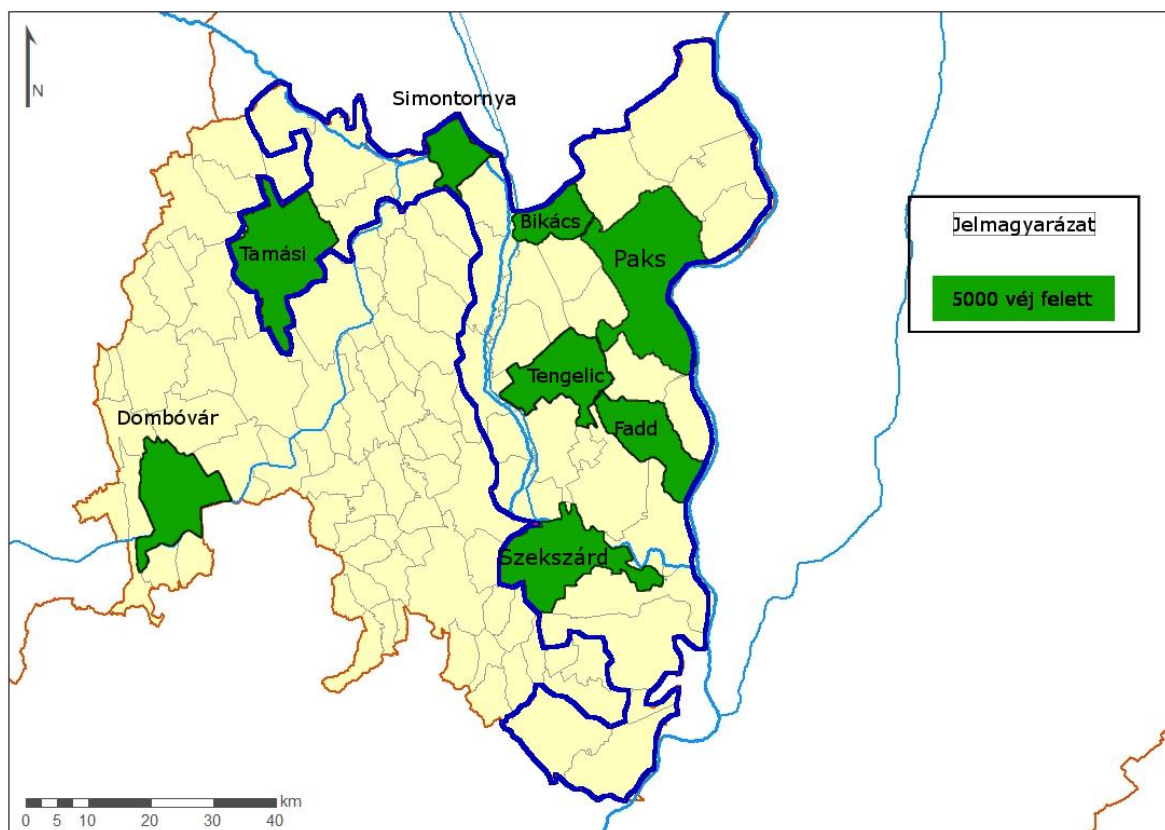 N
Simontornya
Bikács
Tamási
Paks
Jelmagyarázat
5000 véj felett
Tengelic
Dombóvár
Fadd
Szekszárd
km
0 5 10 20 30 40